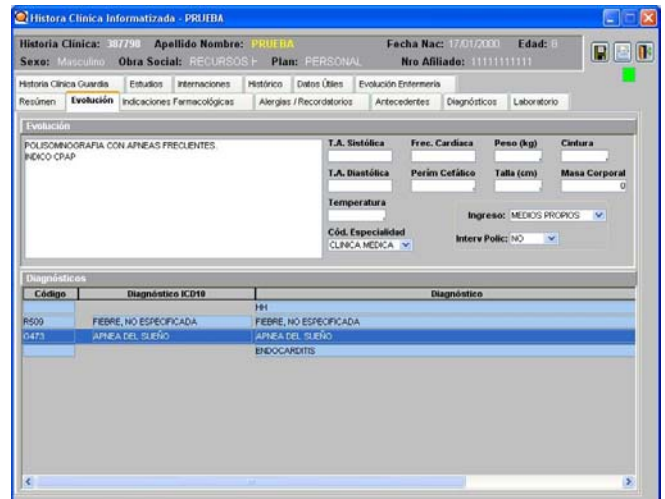 Histora Clínica Informatizada - PRUEBA
Historia Clínica: 387798 Apellido Nombre: PRUEBA Fecha Nac: 17/01/2000 Edad: 8
Sexo: Masculino Obra Social: RECURSOS H Plan: PERSONAL Nro Afiliado: 11111111111
Historia Clínica Guardia Estudios Internaciones Histórico Datos Útiles Evolución Enfermería
Resúmen Evolución Indicaciones Farmacológicas Alergias / Recordatorios Antecedentes Diagnósticos Laboratorio
Evolución
POLISOMNOGRAFIA CON APNEAS FRECUENTES.
INDICO CPAP
T.A. Sistólica Frec. Cardíaca Peso (kg) Cintura
T.A. Diastólica Perím Cefálico Talla (cm) Masa Corporal
0
Temperatura
Ingreso: MEDIOS PROPIOS
Cód. Especialidad
CLINICA MEDICA
Interv Polic: NO
Diagnósticos
Código Diagnóstico ICD10 Diagnóstico
HH
R509 FIEBRE, NO ESPECIFICADA FIEBRE, NO ESPECIFICADA
G473 APNEA DEL SUEÑO APNEA DEL SUEÑO
ENDOCARDITIS